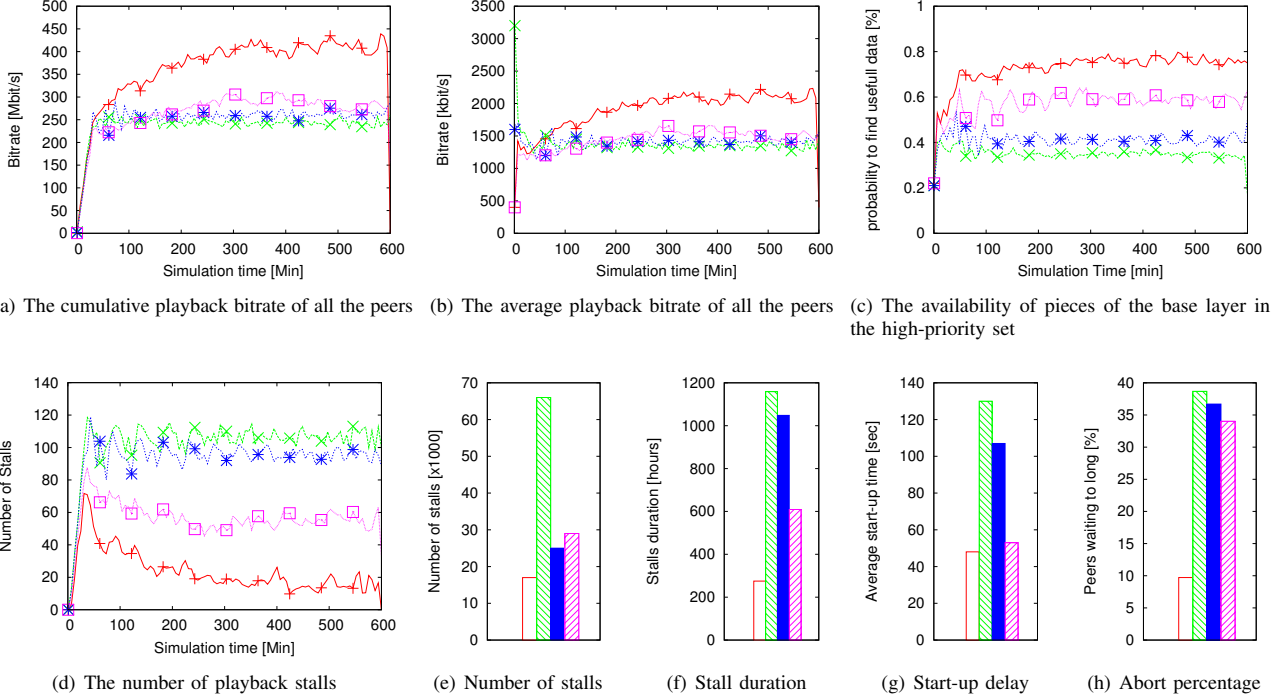 500
450
400
350
300
250
200
150
100
50
0
Bitrate [Mbit/s]
0 100 200 300 400 500 600
Simulation time [Min]
a) The cumulative playback bitrate of all the peers
3500
3000
2500
2000
1500
1000
500
0
Bitrate [kbit/s]
0 100 200 300 400 500 600
Simulation time [Min]
(b) The average playback bitrate of all the peers
1
0.8
0.6
0.4
0.2
0
probability to find usefull data [%]
0 100 200 300 400 500 600
Simulation Time [min]
(c) The availability of pieces of the base layer in
the high-priority set
140
120
100
80
60
40
20
0
Number of Stalls
0 100 200 300 400 500 600
Simulation time [Min]
(d) The number of playback stalls
70
60
50
40
30
20
10
0
Number of stalls [x1000]
(e) Number of stalls
1200
1000
800
600
400
200
0
Stalls duration [hours]
(f) Stall duration
140
120
100
80
60
40
20
0
Average start-up time [sec]
(g) Start-up delay
40
35
30
25
20
15
10
5
0
Peers waiting to long [%]
(h) Abort percentage